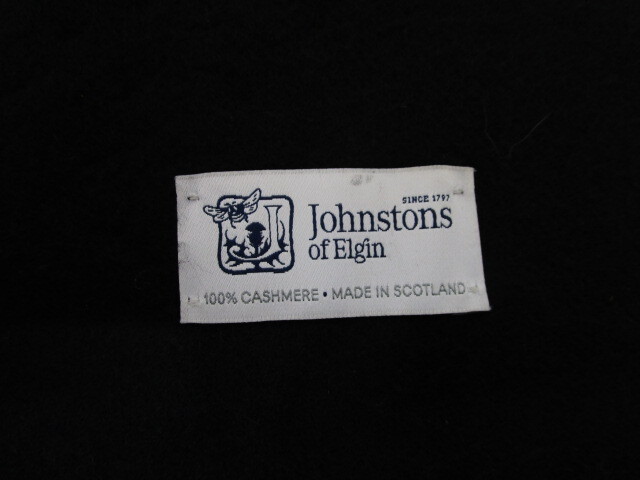 SINCE 1797
Johnstons
of Elgin
100% CASHMERE • MADE IN SCOTLAND